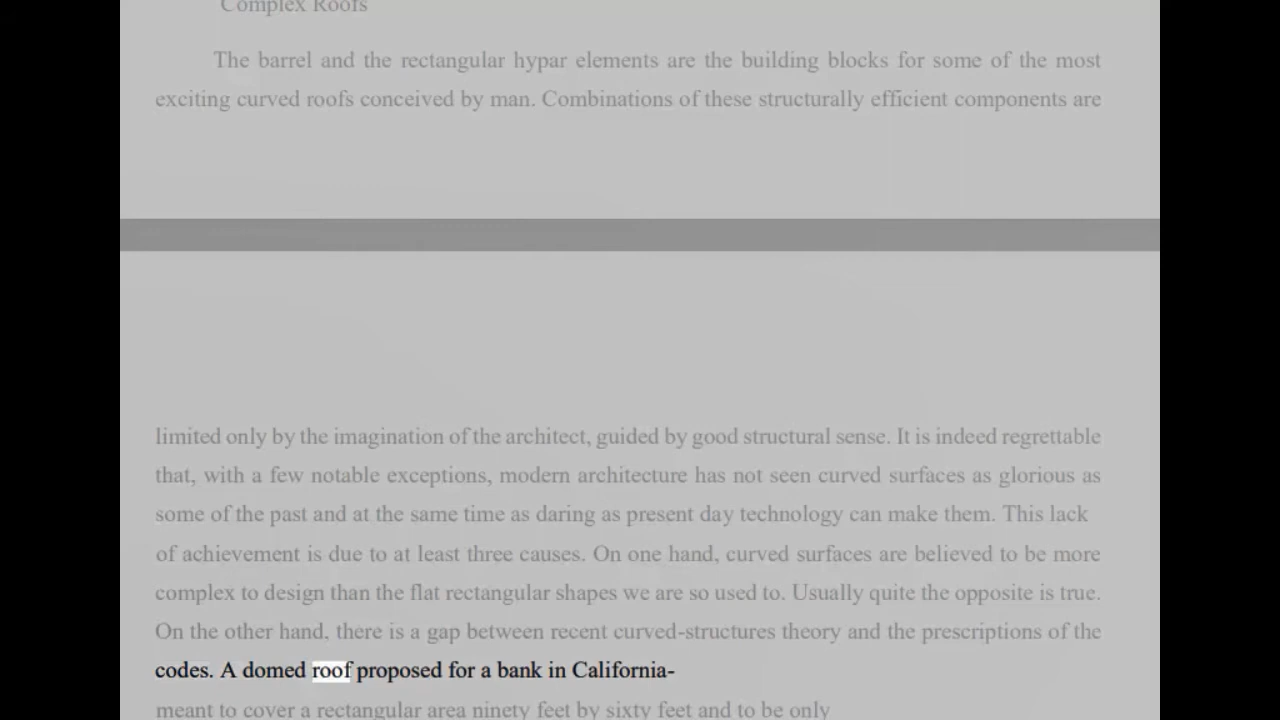 Complex Roofs
The barrel and the rectangular hypar elements are the building blocks for some of the most
exciting curved roofs conceived by man. Combinations of these structurally efficient components are
limited only by the imagination of the architect, guided by good structural sense. It is indeed regrettable
that, with a few notable exceptions, modern architecture has not seen curved surfaces as glorious as
some of the past and at the same time as daring as present day technology can make them. This lack
of achievement is due to at least three causes. On one hand, curved surfaces are believed to be more
complex to design than the flat rectangular shapes we are so used to. Usually quite the opposite is true.
On the other hand, there is a gap between recent curved-structures theory and the prescriptions of the
codes. A domed roof proposed for a bank in California-
meant to cover a rectangular area ninety feet by sixty feet and to be only